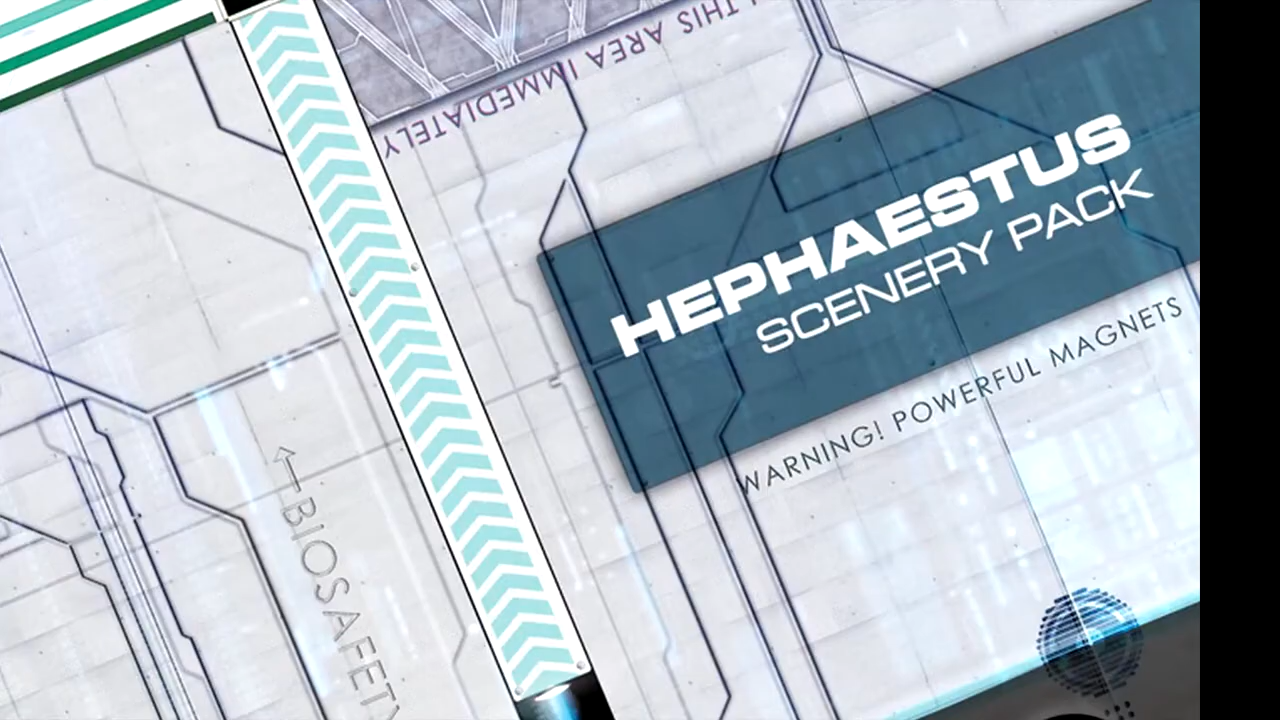 THIS AREA IMMEDIATELY
HEPHAESTUS
SCENERY PACK
WARNING! POWERFUL MAGNETS
←BIOSAFETY